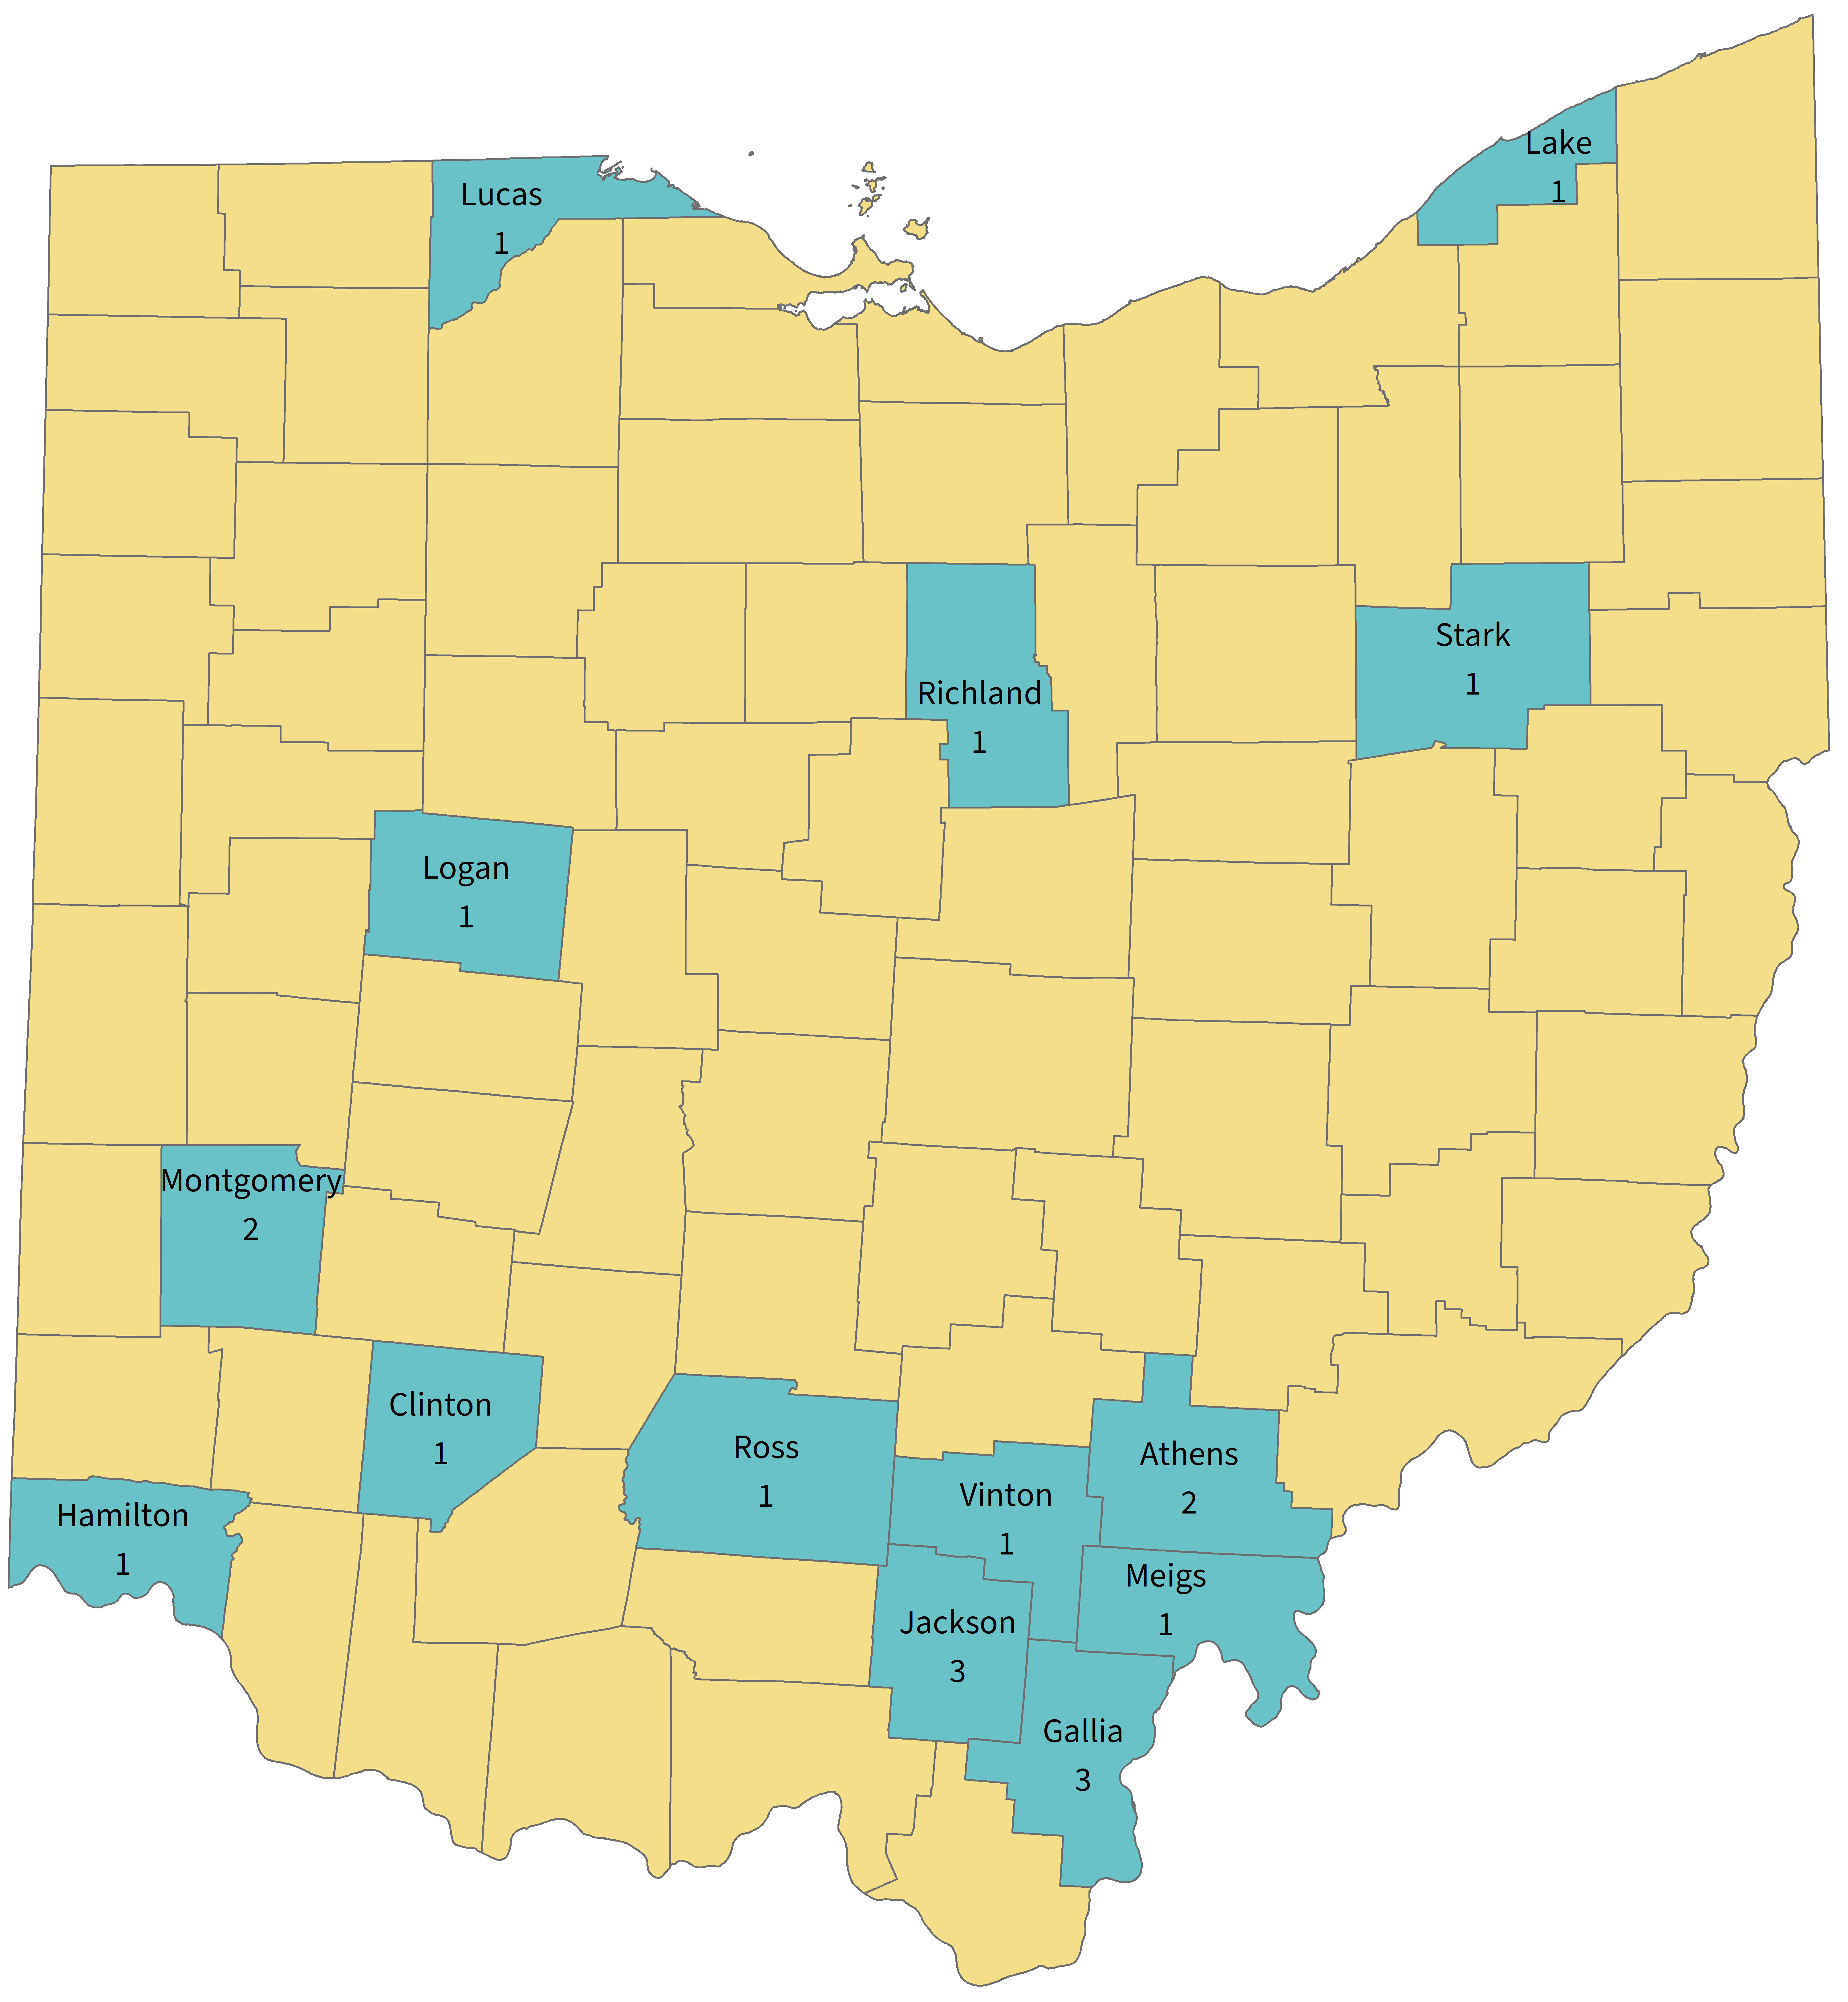 Lake
1
Lucas
1
Stark
1
Richland
1
Logan
1
Montgomery
2
Clinton
1
Ross
1
Athens
2
Vinton
1
Hamilton
1
Meigs
1
Jackson
3
Gallia
3